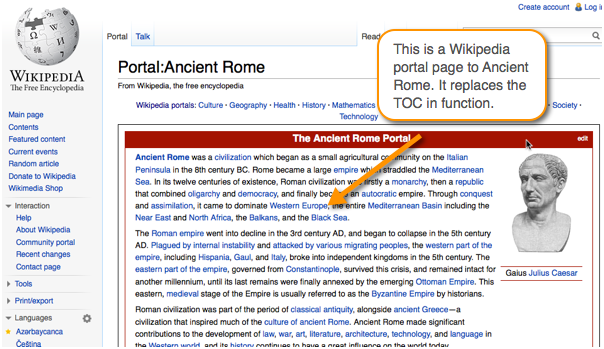 Create account
Log in
WIKIPEDIA
The Free Encyclopedia
Portal
Talk
Read
Portal:Ancient Rome
From Wikipedia, the free encyclopedia
This is a Wikipedia
portal page to Ancient
Rome. It replaces the
TOC in function.
Wikipedia portals: Culture · Geography · Health · History · Mathematics
Society ·
Technology
Main page
Contents
Featured content
Current events
Random article
Donate to Wikipedia
Wikimedia Shop
Interaction
Help
About Wikipedia
Community portal
Recent changes
Contact page
Tools
Print/export
Languages
Azərbaycanca
Čeština
The Ancient Rome Portal
edit
Ancient Rome was a civilization which began as a small agricultural community on the Italian
Peninsula in the 8th century BC. Rome became a large empire which straddled the Mediterranean
Sea. In its twelve centuries of existence, Roman civilization was firstly a monarchy, then a republic
that combined oligarchy and democracy, and finally became an autocratic empire. Through conquest
and assimilation, it came to dominate Western Europe, the entire Mediterranean Basin including the
Near East and North Africa, the Balkans, and the Black Sea.
The Roman empire went into decline in the 3rd century AD, and began to collapse in the 5th century
AD. Plagued by internal instability and attacked by various migrating peoples, the western part of the
empire, including Hispania, Gaul, and Italy, broke into independent kingdoms in the 5th century. The
eastern part of the empire, governed from Constantinople, survived this crisis, and remained intact for
another millennium, until its last remains were finally annexed by the emerging Ottoman Empire. This
eastern, medieval stage of the Empire is usually referred to as the Byzantine Empire by historians.
Roman civilization was part of the period of classical antiquity, alongside ancient Greece—a
civilization that inspired much of the culture of ancient Rome. Ancient Rome made significant
contributions to the development of law, war, art, literature, architecture, technology, and language in
the Western world, and its history continues to have a great influence on the world today.
Gaius Julius Caesar